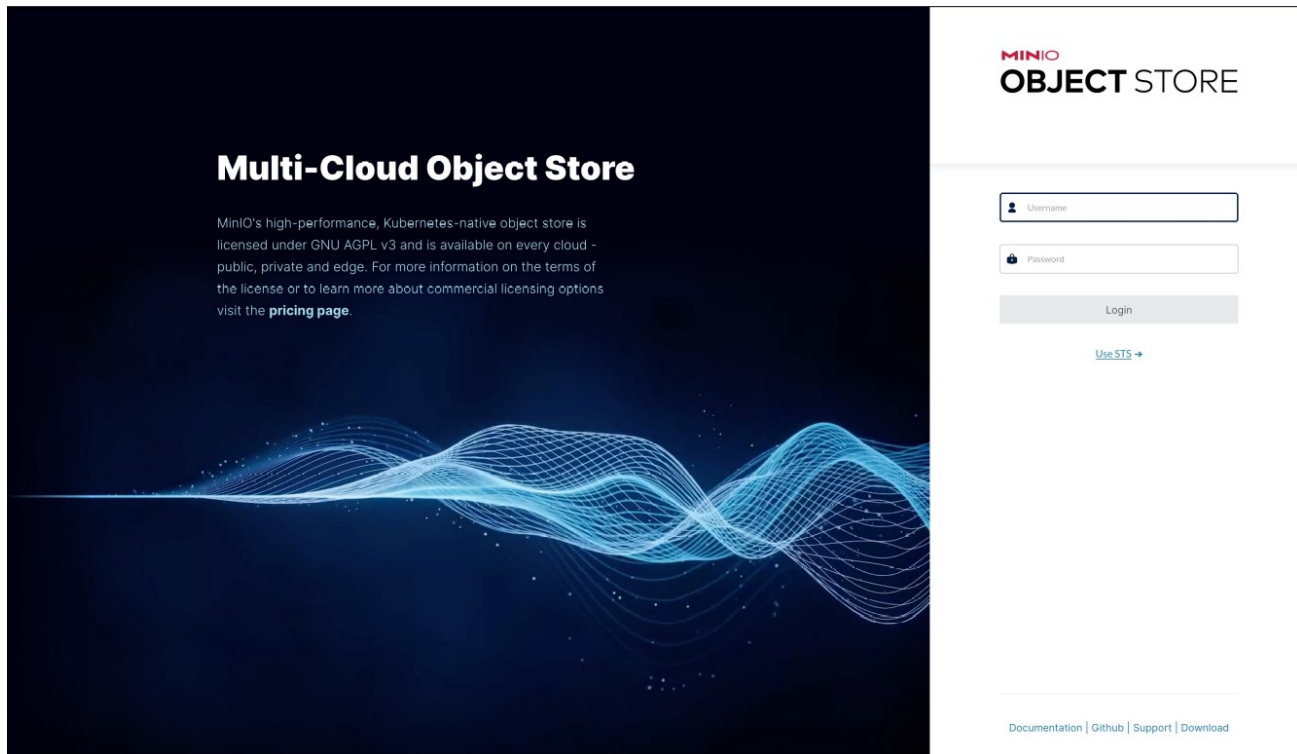 Multi-Cloud Object Store
MinIO's high-performance, Kubernetes-native object store is
licensed under GNU AGPL v3 and is available on every cloud -
public, private and edge. For more information on the terms of
the license or to learn more about commercial licensing options
visit the pricing page.
MINIO
OBJECT STORE
Username
Password
Login
Use STS ➔
Documentation | Github | Support | Download